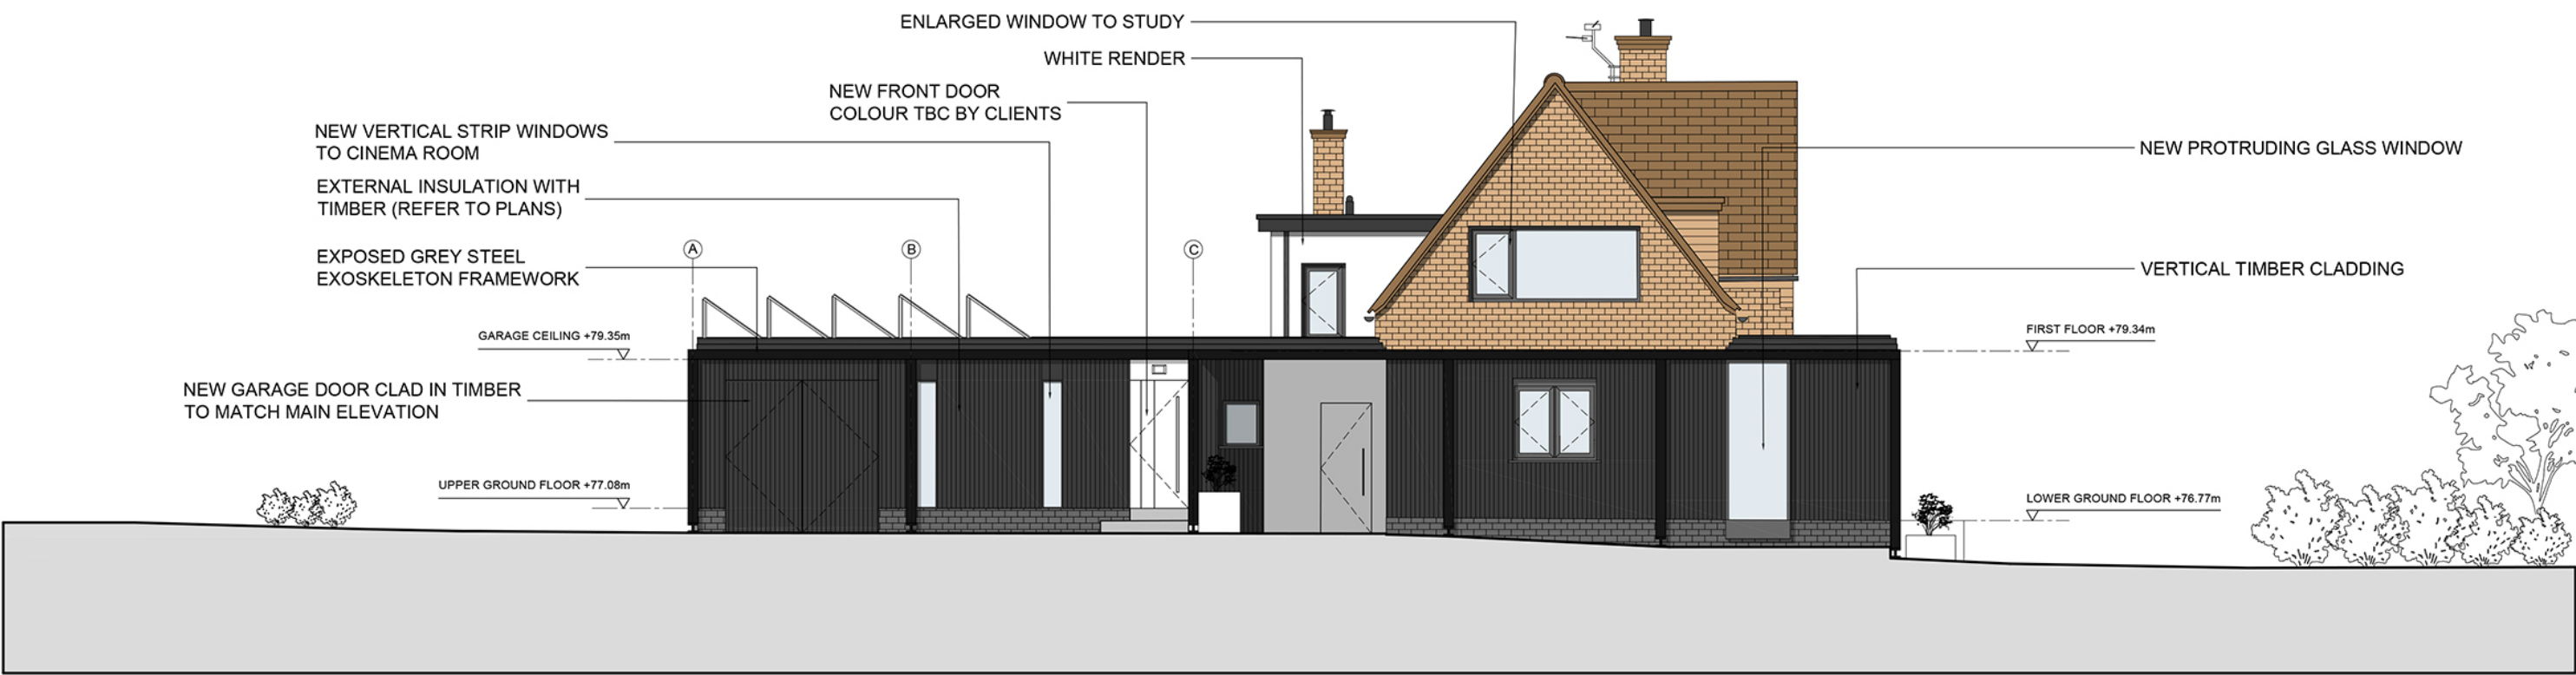 ENLARGED WINDOW TO STUDY
WHITE RENDER
NEW FRONT DOOR
COLOUR TBC BY CLIENTS
NEW VERTICAL STRIP WINDOWS
TO CINEMA ROOM
EXTERNAL INSULATION WITH
TIMBER (REFER TO PLANS)
EXPOSED GREY STEEL
EXOSKELETON FRAMEWORK
A
B
C
GARAGE CEILING +79.35m
NEW GARAGE DOOR CLAD IN TIMBER
TO MATCH MAIN ELEVATION
UPPER GROUND FLOOR +77.08m
NEW PROTRUDING GLASS WINDOW
VERTICAL TIMBER CLADDING
FIRST FLOOR +79.34m
LOWER GROUND FLOOR +76.77m